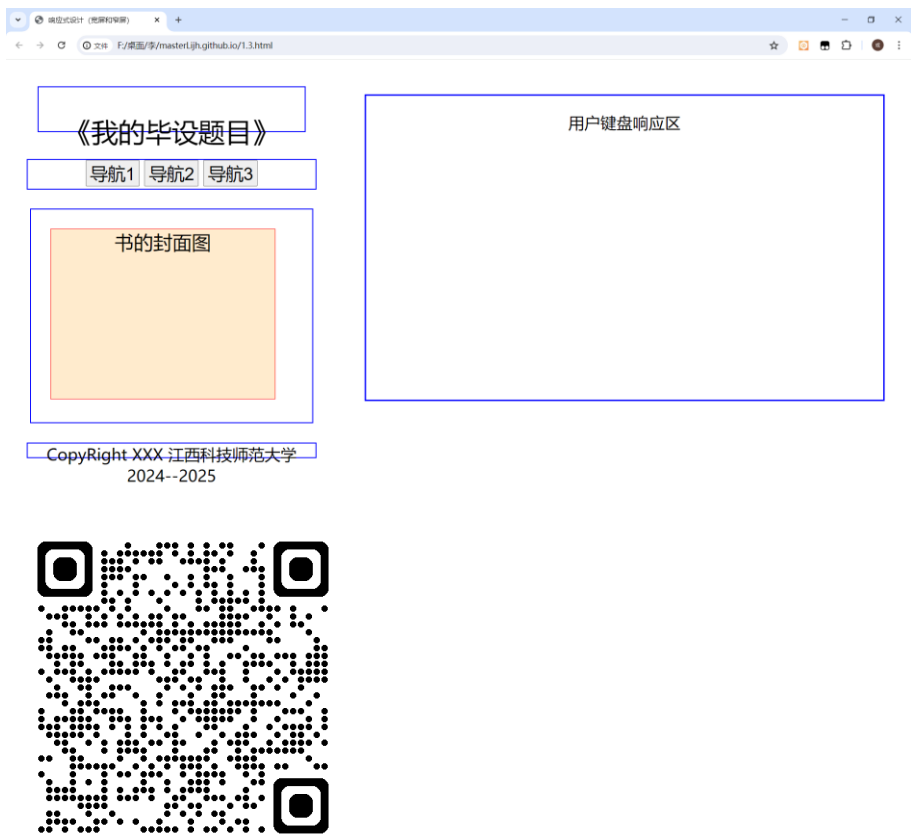 响应式设计（宽屏和窄屏）
文件 F:/桌面/李/masterLijh.github.io/1.3.html
《我的毕设题目》
导航1 导航2 导航3
书的封面图
CopyRight XXX 江西科技师范大学
2024--2025
用户键盘响应区